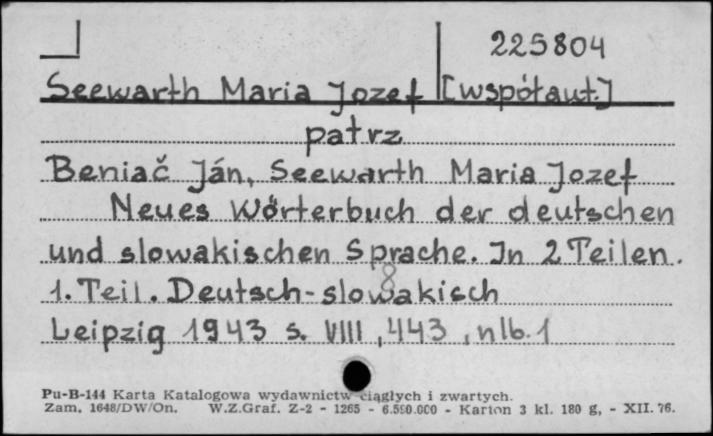 225804
Seewarth Maria Jozef [współaut.]
patrz
Beniač Ján, Seewarth Maria Jozef
Neues Wörterbuch der deutschen
und slowakischen Sprache. In 2 Teilen.
8
1. Teil. Deutsch-slowakisch
Leipzig 1943 s. VIII, 443, nlb. 1
Pu-B-144 Karta Katalogowa wydawnictw ciągłych i zwartych.
Zam. 1648/DW/On. W.Z.Graf. Z-2 - 1265 - 6.550.000 - Karton 3 kl. 180 g, - XII. 76.